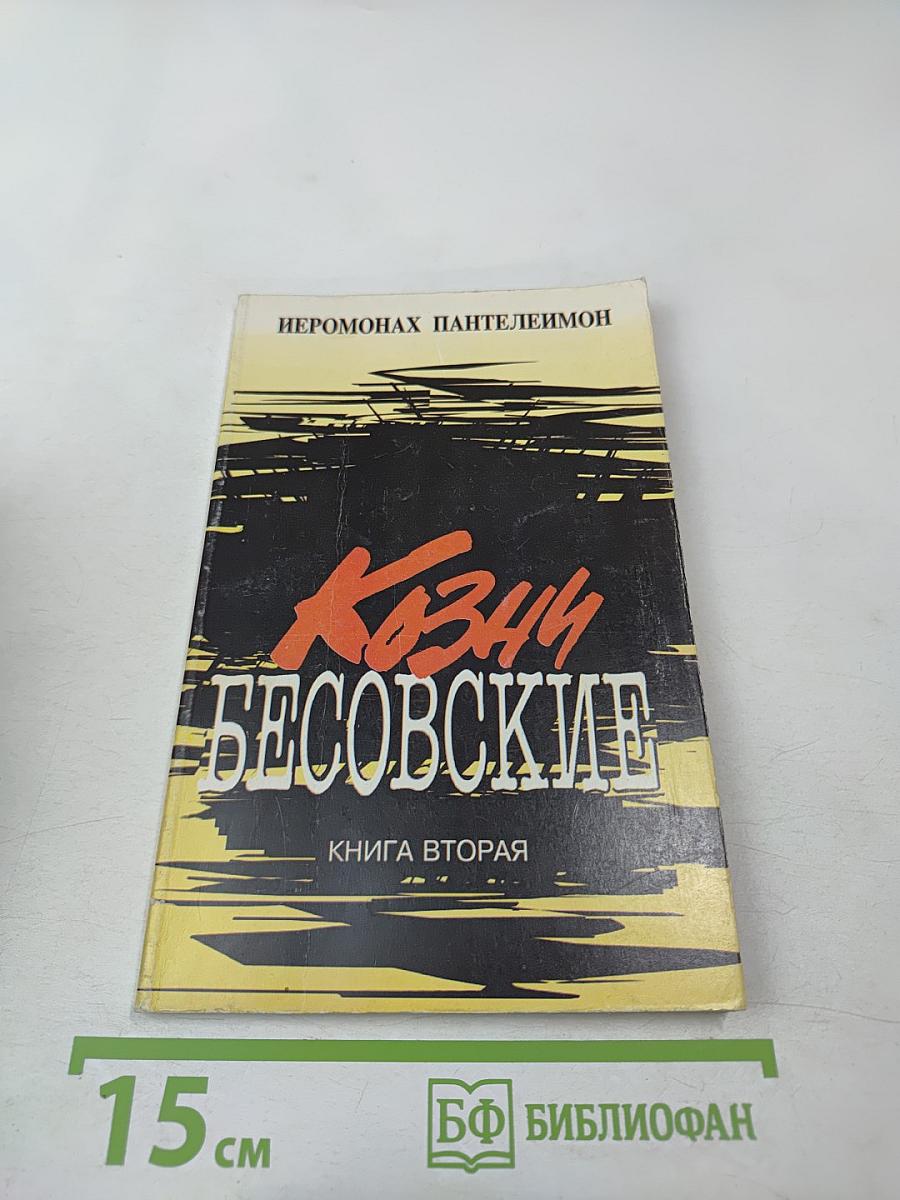 ИЕРОМОНАХ ПАНТЕЛЕИМОН
Козни
БЕСОВСКИЕ
КНИГА ВТОРАЯ
15 см
БФ БИБЛИОФАН